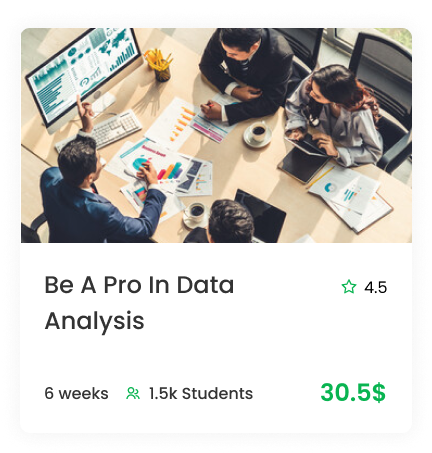 Be A Pro In Data
Analysis
4.5
6 weeks
1.5k Students
30.5$